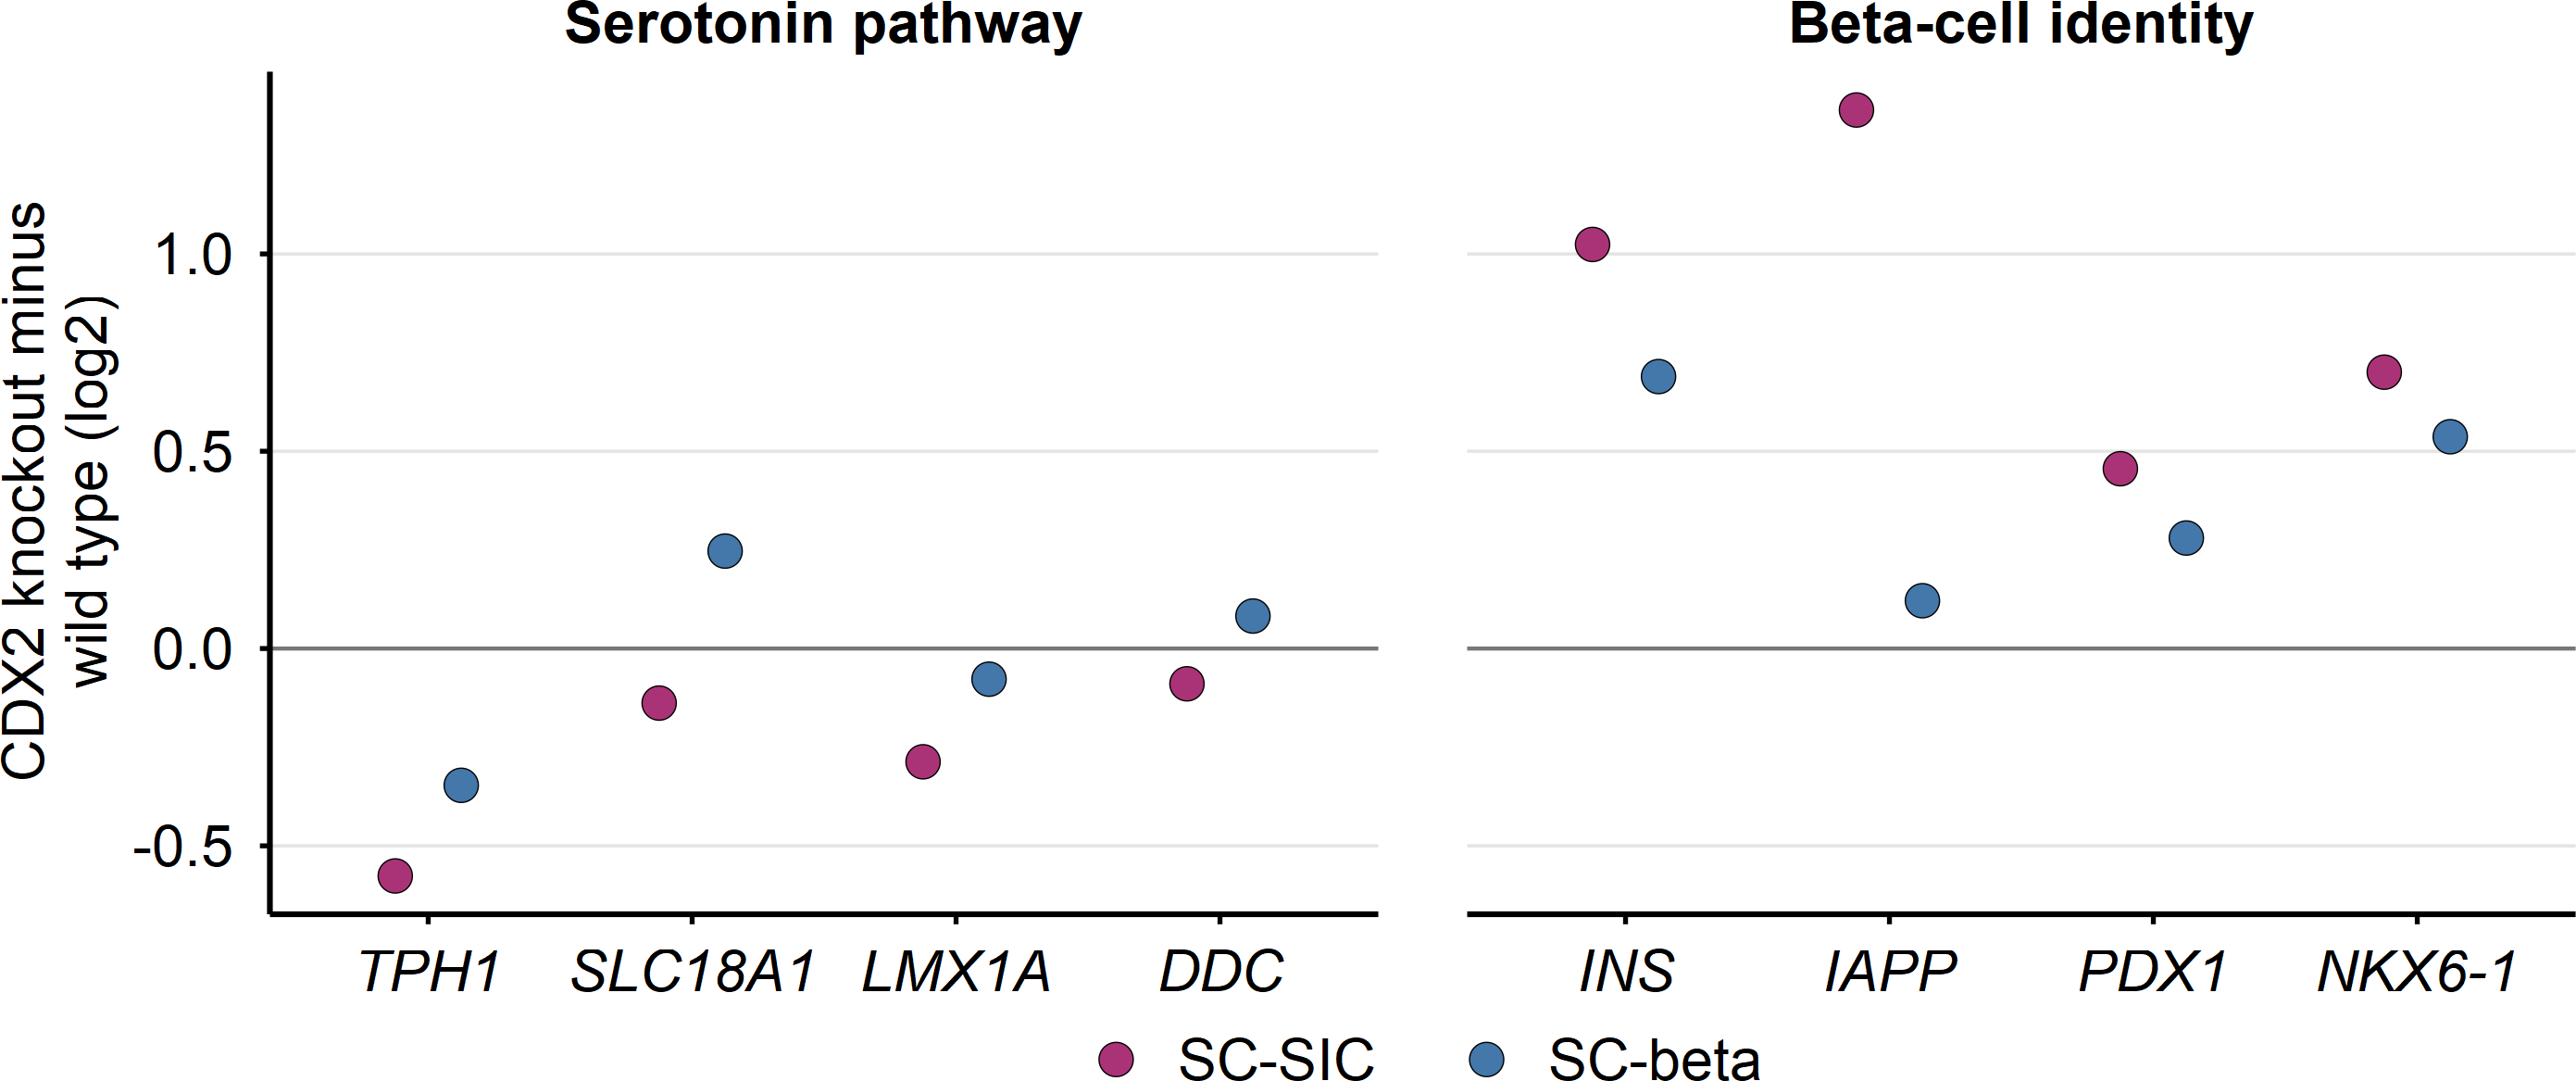 Serotonin pathway
Beta-cell identity
CDX2 knockout minus
wild type (log2)
1.0
0.5
0.0
-0.5
TPH1
SLC18A1
LMX1A
DDC
INS
IAPP
PDX1
NKX6-1
SC-SIC
SC-beta